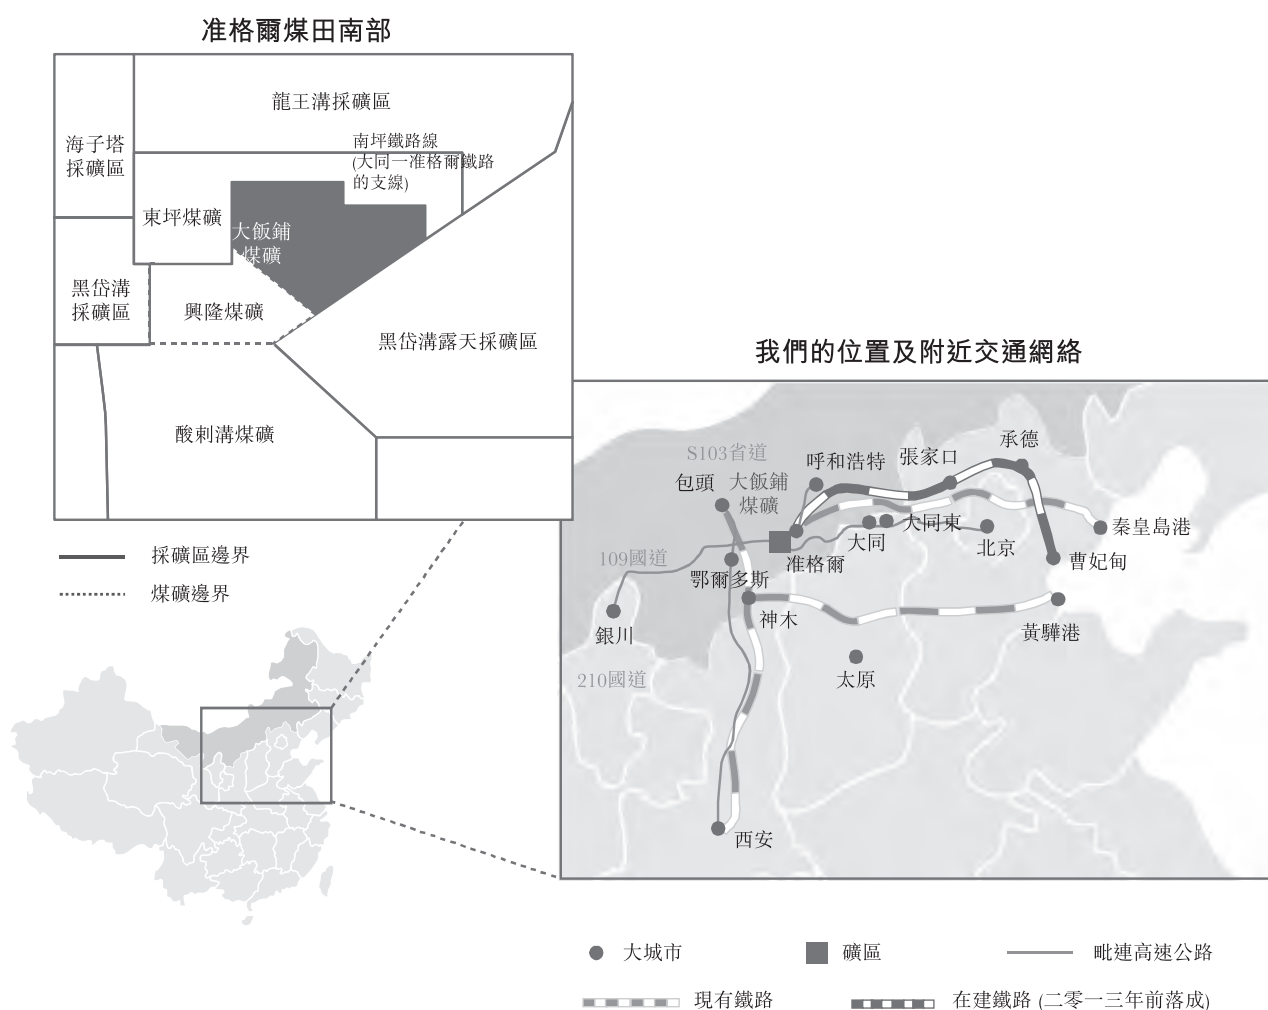 准格爾煤田南部
龍王溝採礦區
海子塔
採礦區
南坪鐵路線
(大同一准格爾鐵路
的支線)
東坪煤礦
大飯鋪
煤礦
黑岱溝
採礦區
興隆煤礦
黑岱溝露天採礦區
酸刺溝煤礦
採礦區邊界
煤礦邊界
我們的位置及附近交通網絡
S103省道
包頭
大飯鋪
煤礦
呼和浩特
張家口
承德
109國道
鄂爾多斯
准格爾
大同
大同東
北京
秦皇島港
曹妃甸
銀川
神木
黃驊港
210國道
太原
西安
大城市
礦區
毗連高速公路
現有鐵路
在建鐵路 (二零一三年前落成)